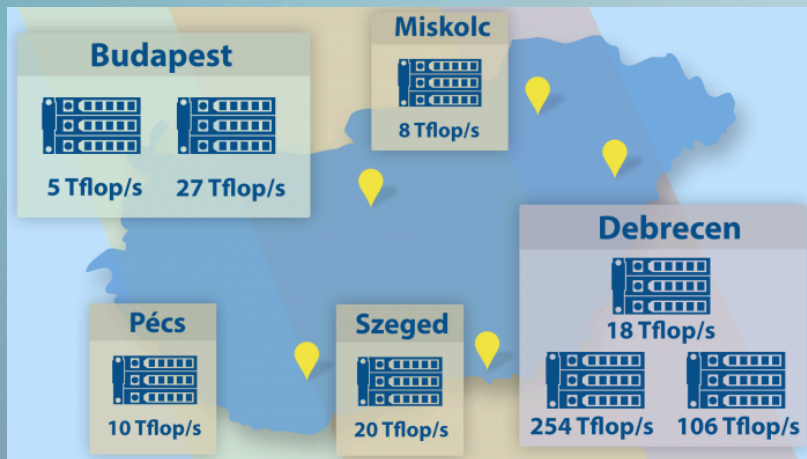 Budapest
5 Tflop/s 27 Tflop/s
Miskolc
8 Tflop/s
Debrecen
18 Tflop/s
254 Tflop/s 106 Tflop/s
Pécs
10 Tflop/s
Szeged
20 Tflop/s